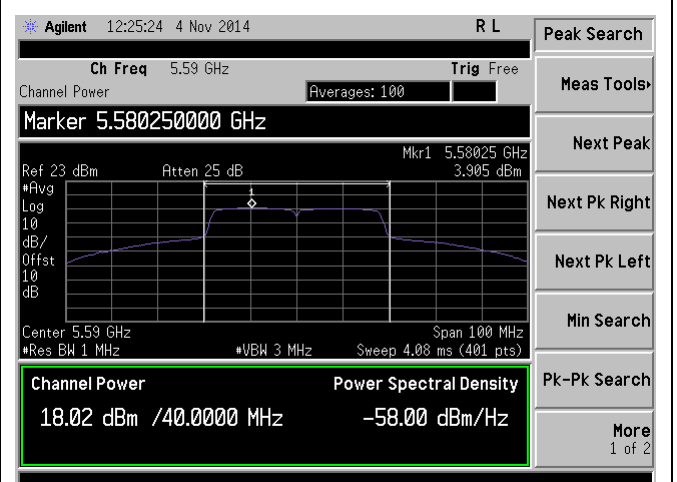 Agilent 12:25:24 4 Nov 2014 R L
Peak Search
Ch Freq 5.59 GHz Trig Free
Channel Power Averages: 100
Meas Tools
Marker 5.580250000 GHz
Next Peak
Mkr1 5.58025 GHz
Ref 23 dBm Atten 25 dB 3.905 dBm
#Avg
Log
10
dB/
Offst
10
dB
1
Next Pk Right
Next Pk Left
Min Search
Center 5.59 GHz Span 100 MHz
#Res BW 1 MHz #VBW 3 MHz Sweep 4.08 ms (401 pts)
Channel Power Power Spectral Density
18.02 dBm /40.0000 MHz -58.00 dBm/Hz
Pk-Pk Search
More
1 of 2